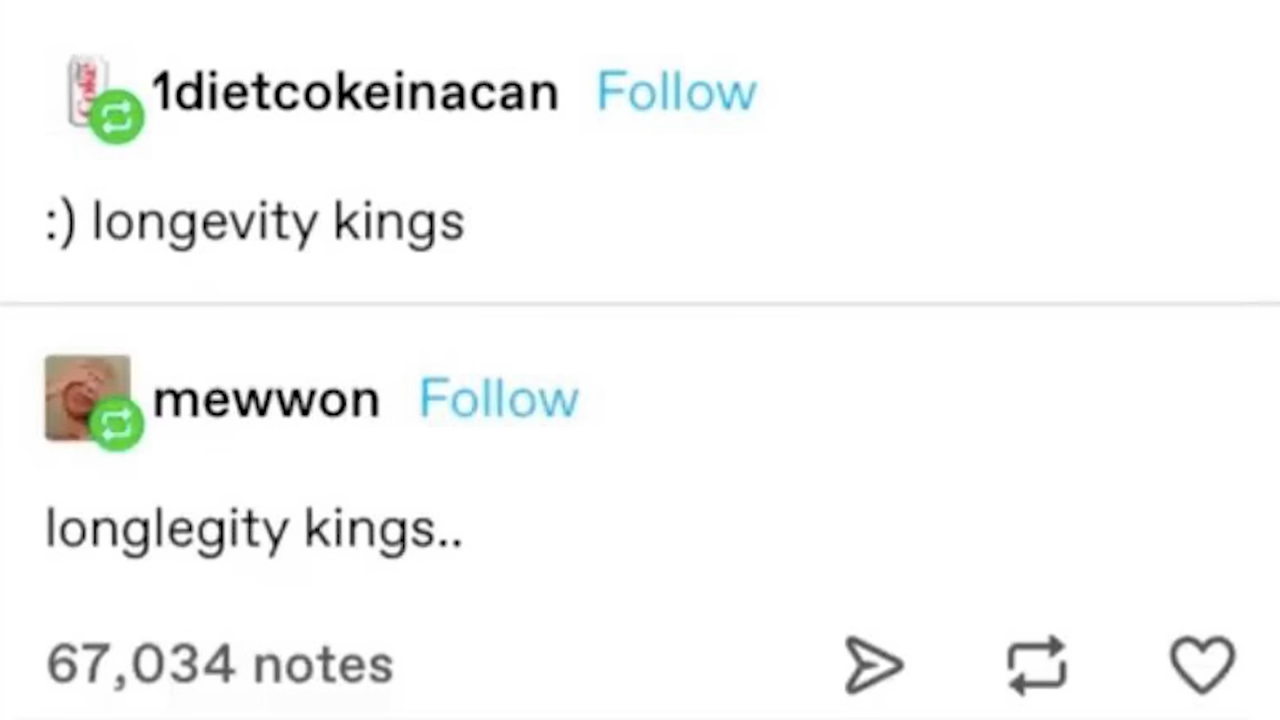 1dietcokeinacan Follow
:) longevity kings
mewwon Follow
longlegity kings..
67,034 notes